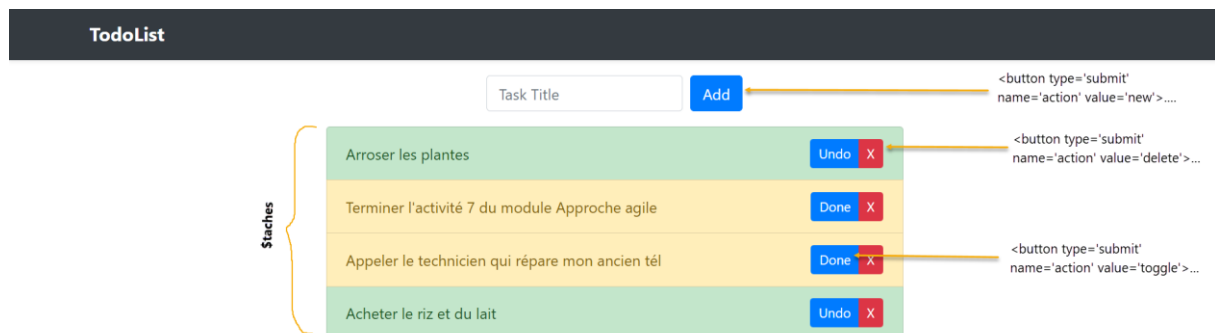 TodoList
Task Title
Add
<button type='submit'
name='action' value='new'>....
$taches
Arroser les plantes
Undo X
<button type='submit'
name='action' value='delete'>...
Terminer l'activité 7 du module Approche agile
Done X
Appeler le technicien qui répare mon ancien tél
Done X
<button type='submit'
name='action' value='toggle'>...
Acheter le riz et du lait
Undo X